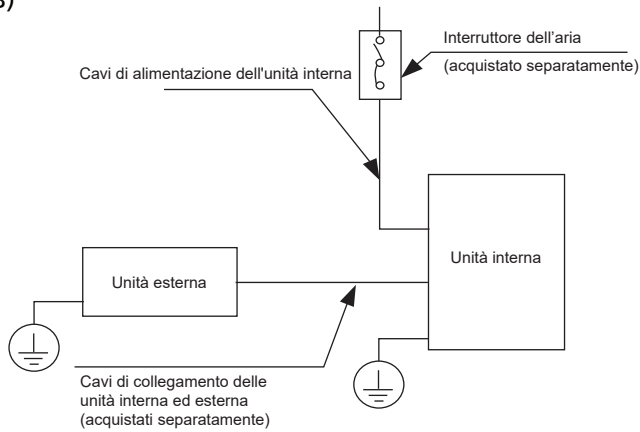 Interruttore dell'aria
(acquistato separatamente)
Cavi di alimentazione dell'unità interna
Unità interna
Unità esterna
Cavi di collegamento delle
unità interna ed esterna
(acquistati separatamente)